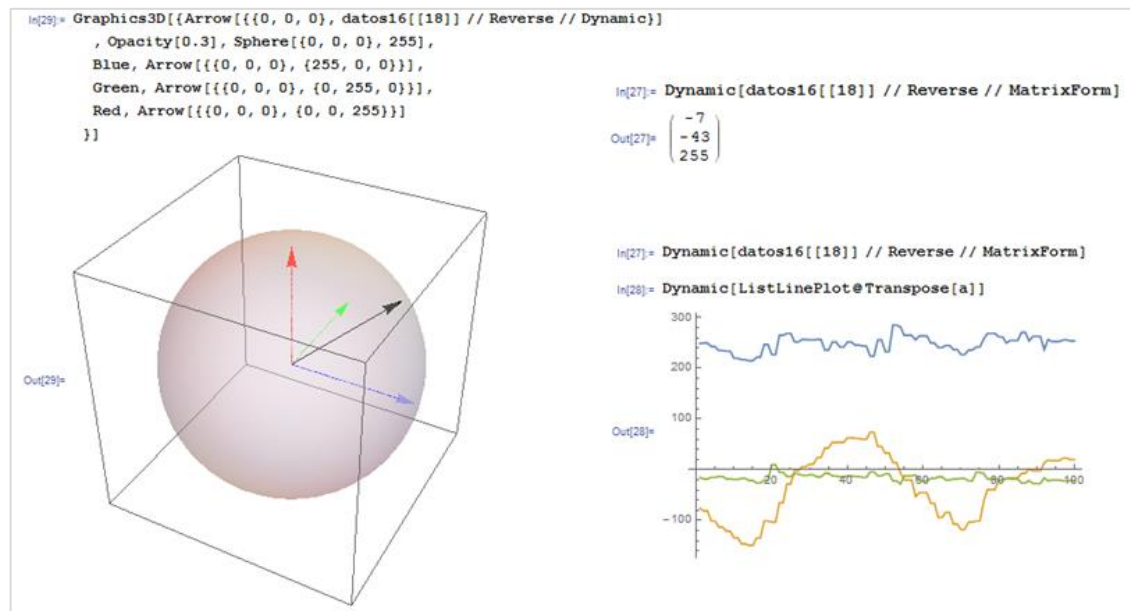 In[29]:= Graphics3D[{Arrow[{{0, 0, 0}, datos16[[18]] // Reverse // Dynamic}]
, Opacity[0.3], Sphere[{0, 0, 0}, 255],
Blue, Arrow[{{0, 0, 0}, {255, 0, 0}}],
Green, Arrow[{{0, 0, 0}, {0, 255, 0}}],
Red, Arrow[{{0, 0, 0}, {0, 0, 255}}]
}]
Out[29]=
In[27]:= Dynamic[datos16[[18]] // Reverse // MatrixForm]
Out[27]=
-7
-43
255
In[27]:= Dynamic[datos16[[18]] // Reverse // MatrixForm]
In[28]:= Dynamic[ListLinePlot@Transpose[a]]
300
200
100
Out[28]=
20 40 60 80 100
-100